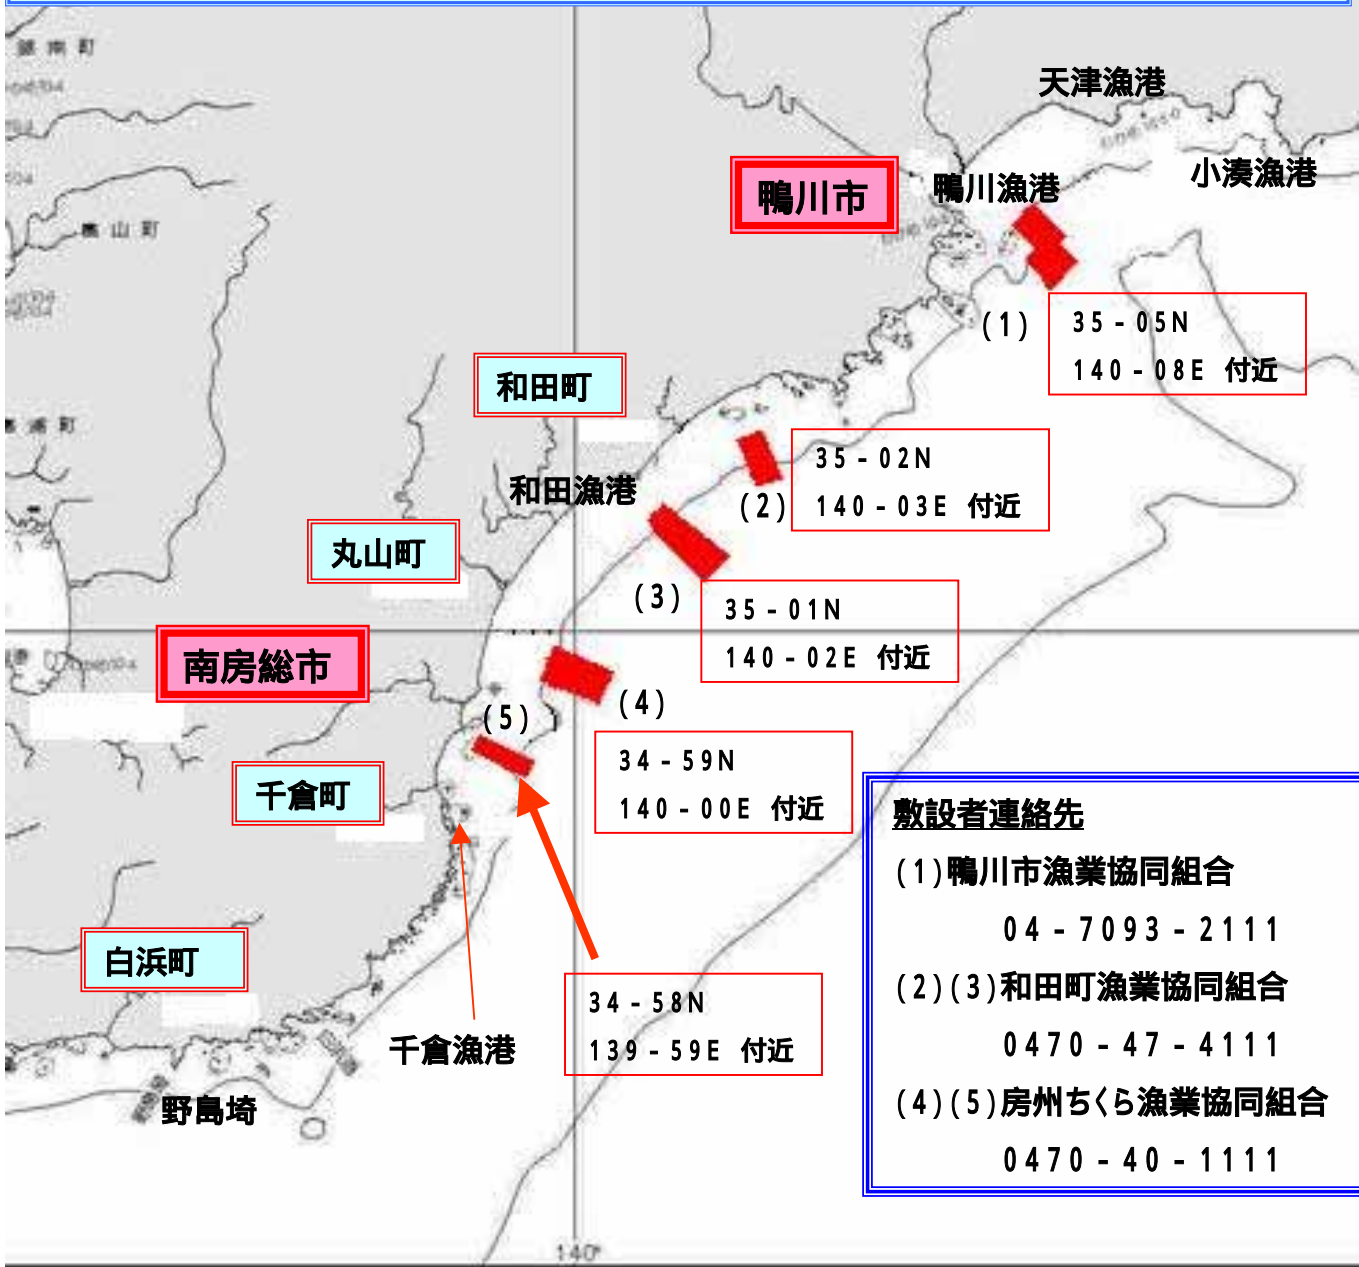 天津漁港
小湊漁港
鴨川市
鴨川漁港
(1)
35-05N
140-08E 付近
和田町
和田漁港
(2)
35-02N
140-03E 付近
丸山町
(3)
35-01N
140-02E 付近
南房総市
(4)
(5)
34-59N
140-00E 付近
千倉町
白浜町
千倉漁港
34-58N
139-59E 付近
野島埼
140°
敷設者連絡先
(1)鴨川市漁業協同組合
04-7093-2111
(2)(3)和田町漁業協同組合
0470-47-4111
(4)(5)房州ちくら漁業協同組合
0470-40-1111